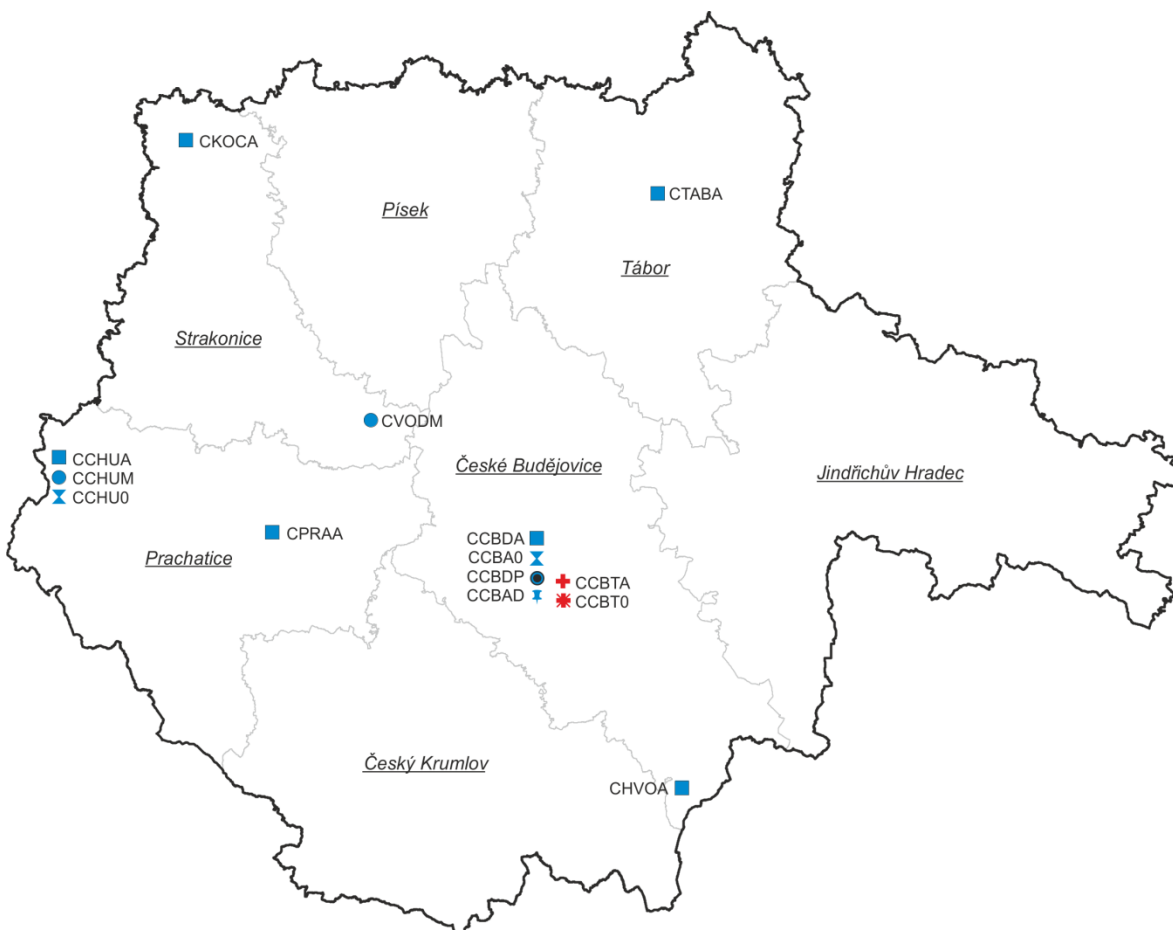 CKOCA
CTABA
Písek
Tábor
Strakonice
CVODM
České Budějovice
Jindřichův Hradec
CCHUA
CCHUM
CCHU0
CPRAA
Prachatice
CCBDA
CCBA0
CCBDP
CCBAD
CCBTA
CCBT0
Český Krumlov
CHVOA